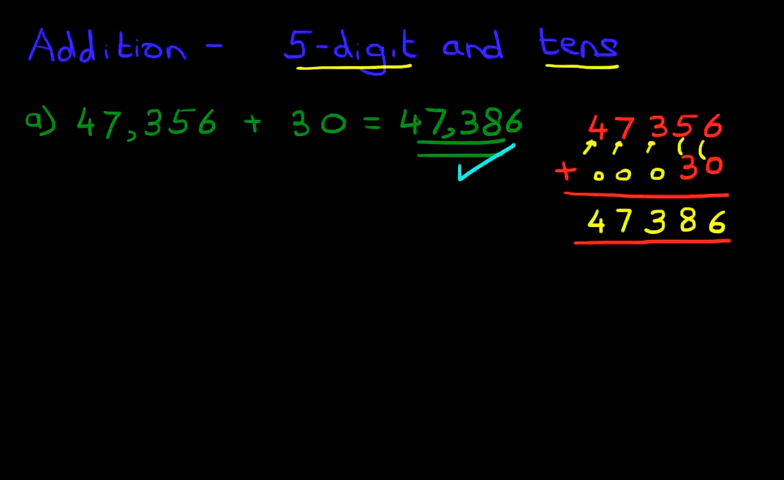 Addition - 5-digit and tens
a) 47,356 + 30 = 47,386
47356
+ 00030
47386